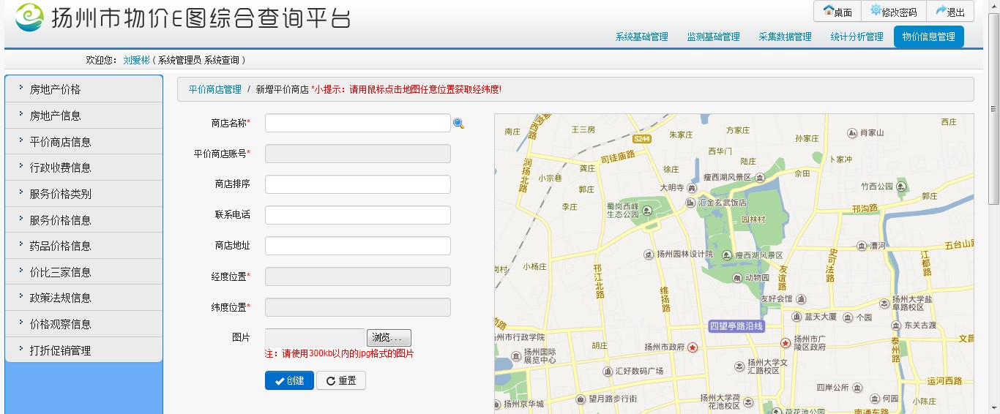 扬州市物价E图综合查询平台
桌面 修改密码 退出
系统基础管理 监测基础管理 采集数据管理 统计分析管理 物价信息管理
欢迎您: 刘爱彬 ( 系统管理员 系统查询 )
房地产价格
房地产信息
平价商店信息
行政收费信息
服务价格类别
服务价格信息
药品价格信息
价比三家信息
政策法规信息
价格观察信息
打折促销管理
平价商店管理 / 新增平价商店 *小提示：请用鼠标点击地图任意位置获取经纬度!
商店名称*
平价商店账号*
商店排序
联系电话
商店地址
经度位置*
纬度位置*
图片 浏览...
注：请使用300kb以内的jpg格式的图片
创建 重置
南庄
王三房
S244
朱家庄
方家庄
孙家庄
肖家山
西庄
润扬北路
司徒庙路
西华门
陆庄
卜家冲
龚庄
徐庄
小宗巷
郭庄
瘦西湖风景区
佘田
大明寺
竹西公园
郭庄
李庄
蜀岗西峰
生态公园
汇金玄武饭店
园林村
邗沟路
漕河
五台山路
扬州园林设计院
瘦西湖风景区
史可法路
江都路
小杨庄
邗江北路
动物园
友谊路
维扬路
友好会馆
扬州大学盐
阜路校区
蓝天大厦
个园
东关古渡
四望亭路沿线
州市行政学院
胡庄
扬州市政府
扬州市广
陵区政府
泰州路
文昌
扬州国际
展览中心
汇好数码广场
扬州大学文
汇路校区
运河西路
四岸公所
扬州京华城
望月路步行街
扬州大学荷
花池校区
何园
小陈庄
荷花池公园
南通东路